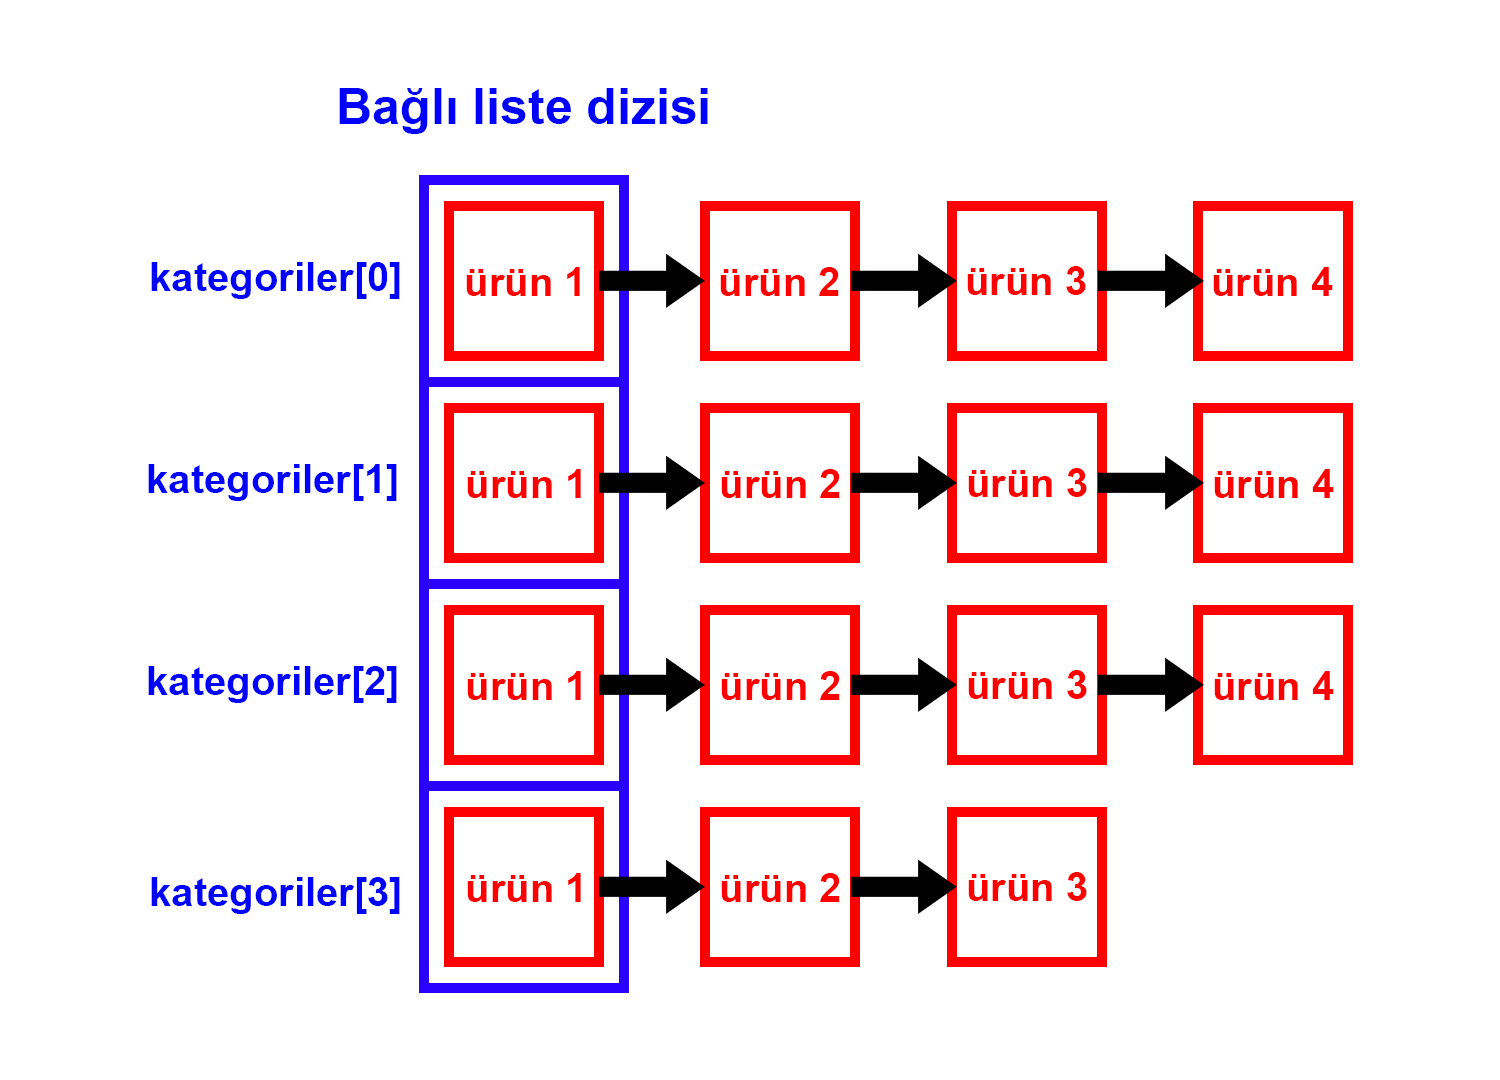 Bağlı liste dizisi
kategoriler[0] ürün 1 ürün 2 ürün 3 ürün 4
kategoriler[1] ürün 1 ürün 2 ürün 3 ürün 4
kategoriler[2] ürün 1 ürün 2 ürün 3 ürün 4
kategoriler[3] ürün 1 ürün 2 ürün 3